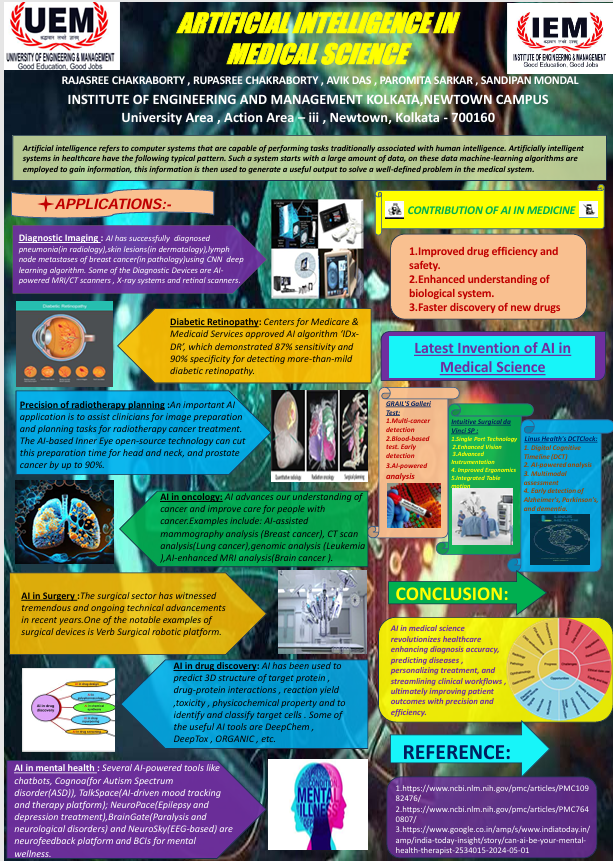 UEM
UNIVERSITY OF ENGINEERING & MANAGEMENT
Good Education, Good Jobs
ARTIFICIAL INTELLIGENCE IN
MEDICAL SCIENCE
IEM
INSTITUTE OF ENGINEERING & MANAGEMENT
Good Education, Good Jobs
RAJASREE CHAKRABORTY , RUPASREE CHAKRABORTY , AVIK DAS , PAROMITA SARKAR , SANDIPAN MONDAL
INSTITUTE OF ENGINEERING AND MANAGEMENT KOLKATA,NEWTOWN CAMPUS
University Area , Action Area – iii , Newtown, Kolkata - 700160
Artificial intelligence refers to computer systems that are capable of performing tasks traditionally associated with human intelligence. Artificially intelligent
systems in healthcare have the following typical pattern. Such a system starts with a large amount of data, on these data machine-learning algorithms are
employed to gain information, this information is then used to generate a useful output to solve a well-defined problem in the medical system.
APPLICATIONS:-
Diagnostic Imaging : AI has successfully diagnosed
pneumonia(in radiology),skin lesians(in dermatology),lymph
node metastases of breast cancer(in pathology)using CNN deep
learning algorithm. Some of the Diagnostic Devices are AI-
powered MRI/CT scanners , X-ray systems and retinal scanners.
Diabetic Retinopathy
Diabetic Retinopathy: Centers for Medicare &
Medicaid Services approved AI algorithm ‘IDx-
DR’, which demonstrated 87% sensitivity and
90% specificity for detecting more-than-mild
diabetic retinopathy.
Precision of radiotherapy planning :An important AI
application is to assist clinicians for image preparation
and planning tasks for radiotherapy cancer treatment.
The AI-based Inner Eye open-source technology can cut
this preparation time for head and neck, and prostate
cancer by up to 90%.
AI in oncology: AI advances our understanding of
cancer and improve care for people with
cancer.Examples include: AI-assisted
mammography analysis (Breast cancer), CT scan
analysis(Lung cancer),genomic analysis (Leukemia
),AI-enhanced MRI analysis(Brain cancer ).
AI in Surgery :The surgical sector has witnessed
tremendous and ongoing technical advancements
in recent years.One of the notable examples of
surgical devices is Verb Surgical robotic platform.
AI in drug discovery
AI in drug discovery: AI has been used to
predict 3D structure of target protein ,
drug-protein interactions , reaction yield
,toxicity , physicochemical property and to
identify and classify target cells . Some of
the useful AI tools are DeepChem ,
DeepTox , ORGANIC , etc.
AI in mental health : Several AI-powered tools like
chatbots, Cognoa(for Autism Spectrum
disorder(ASD)), TalkSpace(AI-driven mood tracking
and therapy platform); NeuroPace(Epilepsy and
depression treatment),BrainGate(Paralysis and
neurological disorders) and NeuroSky(EEG-based) are
neurofeedback platform and BCIs for mental
wellness.
MENTAL
ILLNESS
CONTRIBUTION OF AI IN MEDICINE
1.Improved drug efficiency and
safety.
2.Enhanced understanding of
biological system.
3.Faster discovery of new drugs
Latest Invention of AI in
Medical Science
GRAIL'S Galleri
Test:
1.Multi-cancer
detection
2.Blood-based
test. Early
detection
3.AI-powered
analysis
Intuitive Surgical da
Vinci SP :
1.Single Port Technology
2.Enhanced Vision
3.Advanced
Instrumentation
4. Improved Ergonomics
5.Integrated Table
motion
Linus Health's DCTClock:
1. Digital Cognitive
Timeline (DCT)
2. AI-powered analysis
3. Multimodal
assessment
4. Early detection of
Alzheimer's, Parkinson's,
and dementia.
CONCLUSION:
AI in medical science
revolutionizes healthcare
enhancing diagnosis accuracy,
predicting diseases ,
personalizing treatment, and
streamlining clinical workflows ,
ultimately improving patient
outcomes with precision and
efficiency.
Progress
Challenges
Opportunities
REFERENCE:
1.https://www.ncbi.nlm.nih.gov/pmc/articles/PMC109
82476/
2.https://www.ncbi.nlm.nih.gov/pmc/articles/PMC764
0807/
3.https://www.google.co.in/amp/s/www.indiatoday.in/
amp/india-today-insight/story/can-ai-be-your-mental-
health-therapist-2534015-2024-05-01